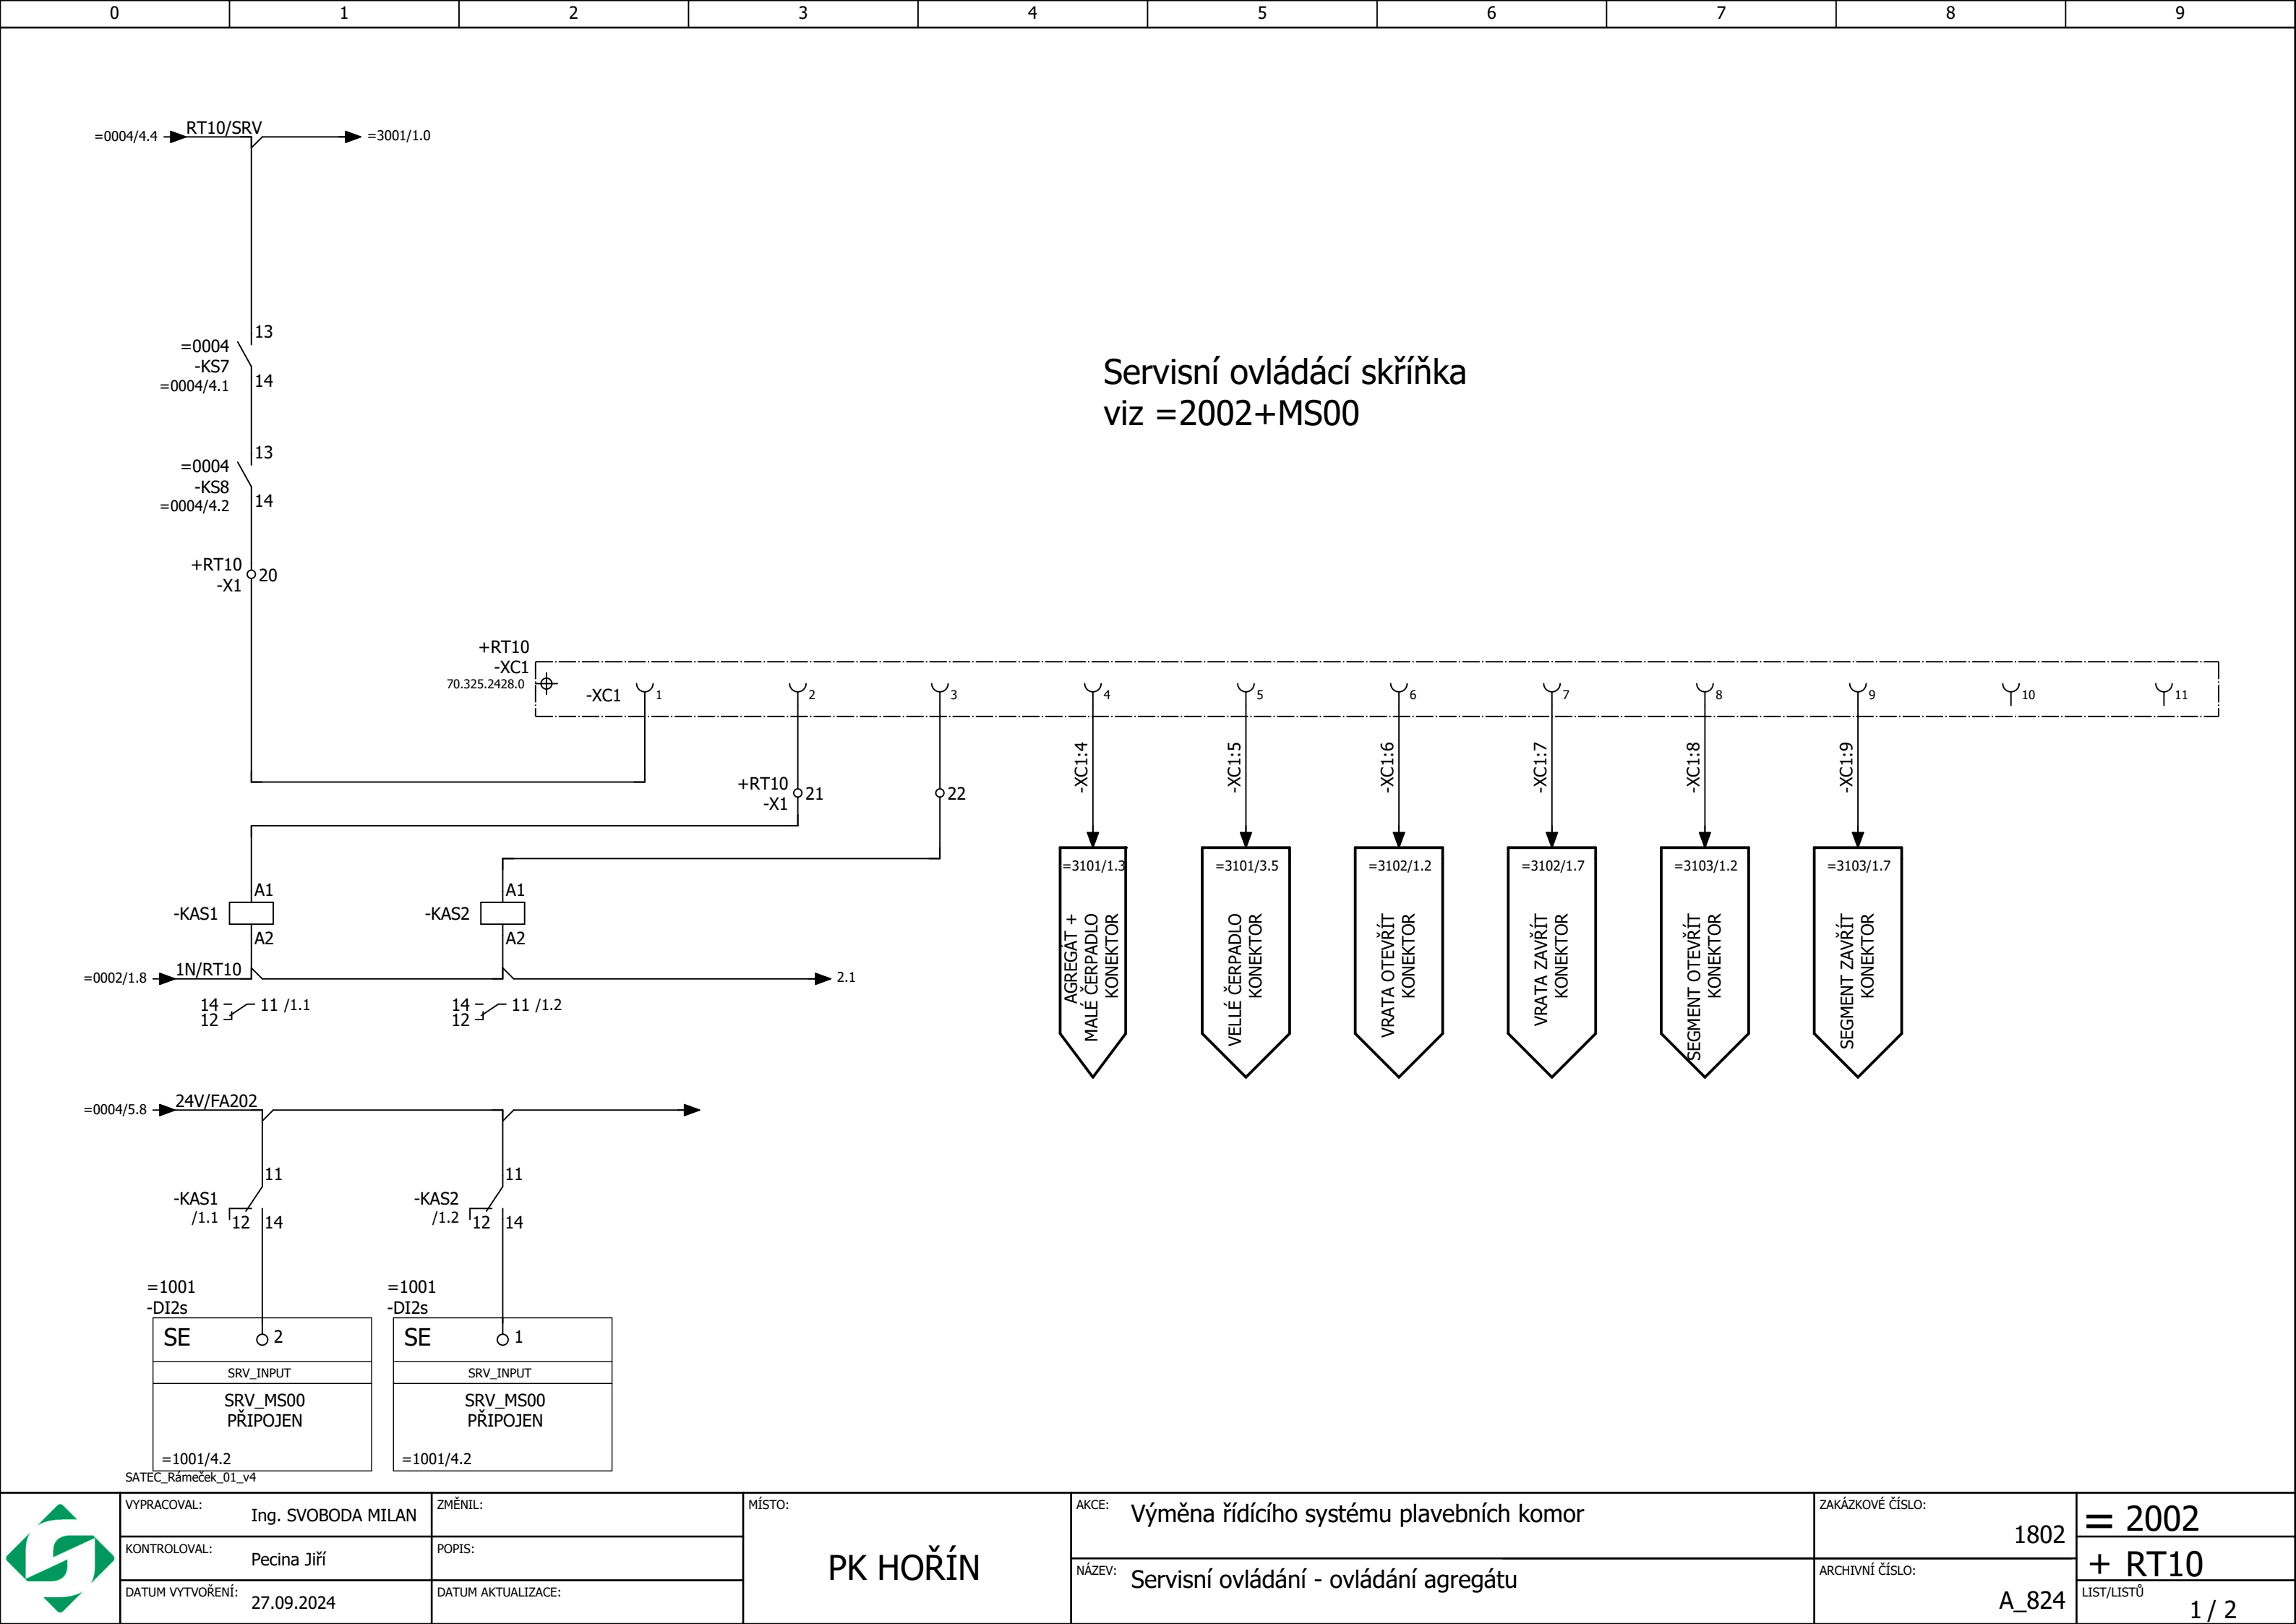 0 1 2 3 4 5 6 7 8 9
=0004/4.4 RT10/SRV =3001/1.0
13
=0004
-KS7
=0004/4.1
14
Servisní ovládácí skříňka
viz =2002+MS00
13
=0004
-KS8
=0004/4.2
14
+RT10
-X1
20
+RT10
-XC1
70.325.2428.0
-XC1 1 2 3 4 5 6 7 8 9 10 11
-XC1:4 -XC1:5 -XC1:6 -XC1:7 -XC1:8 -XC1:9
+RT10
-X1
21
22
=3101/1.3
AGREGÁT +
MALÉ ČERPADLO
KONEKTOR
=3101/3.5
VELLÉ ČERPADLO
KONEKTOR
=3102/1.2
VRATA OTEVŘÍT
KONEKTOR
=3102/1.7
VRATA ZAVŘÍT
KONEKTOR
=3103/1.2
SEGMENT OTEVŘÍT
KONEKTOR
=3103/1.7
SEGMENT ZAVŘÍT
KONEKTOR
A1
-KAS1
A2
A1
-KAS2
A2
=0002/1.8 1N/RT10 2.1
14 11 /1.1
12
14 11 /1.2
12
=0004/5.8 24V/FA202
11
-KAS1
/1.1
12 14
11
-KAS2
/1.2
12 14
=1001
-DI2s
SE 2
SRV_INPUT
SRV_MS00
PŘIPOJEN
=1001/4.2
=1001
-DI2s
SE 1
SRV_INPUT
SRV_MS00
PŘIPOJEN
=1001/4.2
SATEC_Rámeček_01_v4
VYPRACOVAL: Ing. SVOBODA MILAN
KONTROLOVAL: Pecina Jiří
DATUM VYTVOŘENÍ: 27.09.2024
ZMĚNIL:
POPIS:
DATUM AKTUALIZACE:
MÍSTO:
PK HOŘÍN
AKCE: Výměna řídícího systému plavebních komor
NÁZEV: Servisní ovládání - ovládání agregátu
ZAKÁZKOVÉ ČÍSLO:
1802
ARCHIVNÍ ČÍSLO:
A_824
= 2002
+ RT10
LIST/LISTŮ
1 / 2